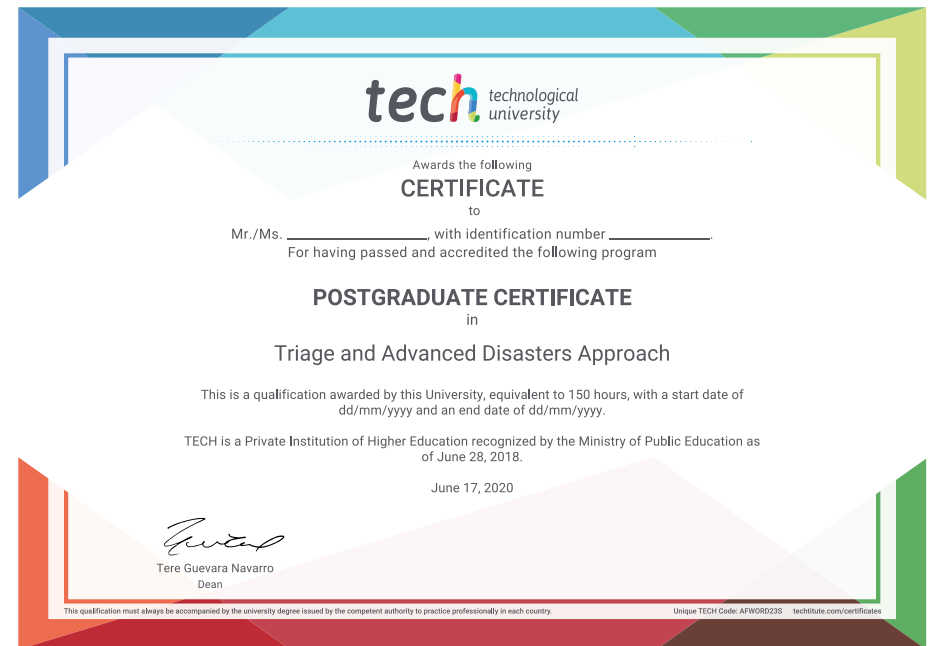 tech technological
university
Awards the following
CERTIFICATE
to
Mr./Ms. ____________________, with identification number ______________.
For having passed and accredited the following program
POSTGRADUATE CERTIFICATE
in
Triage and Advanced Disasters Approach
This is a qualification awarded by this University, equivalent to 150 hours, with a start date of
dd/mm/yyyy and an end date of dd/mm/yyyy.
TECH is a Private Institution of Higher Education recognized by the Ministry of Public Education as
of June 28, 2018.
June 17, 2020
Tere Guevara Navarro
Dean
This qualification must always be accompanied by the university degree issued by the competent authority to practice professionally in each country. Unique TECH Code: AFWORD23S techtitute.com/certificates